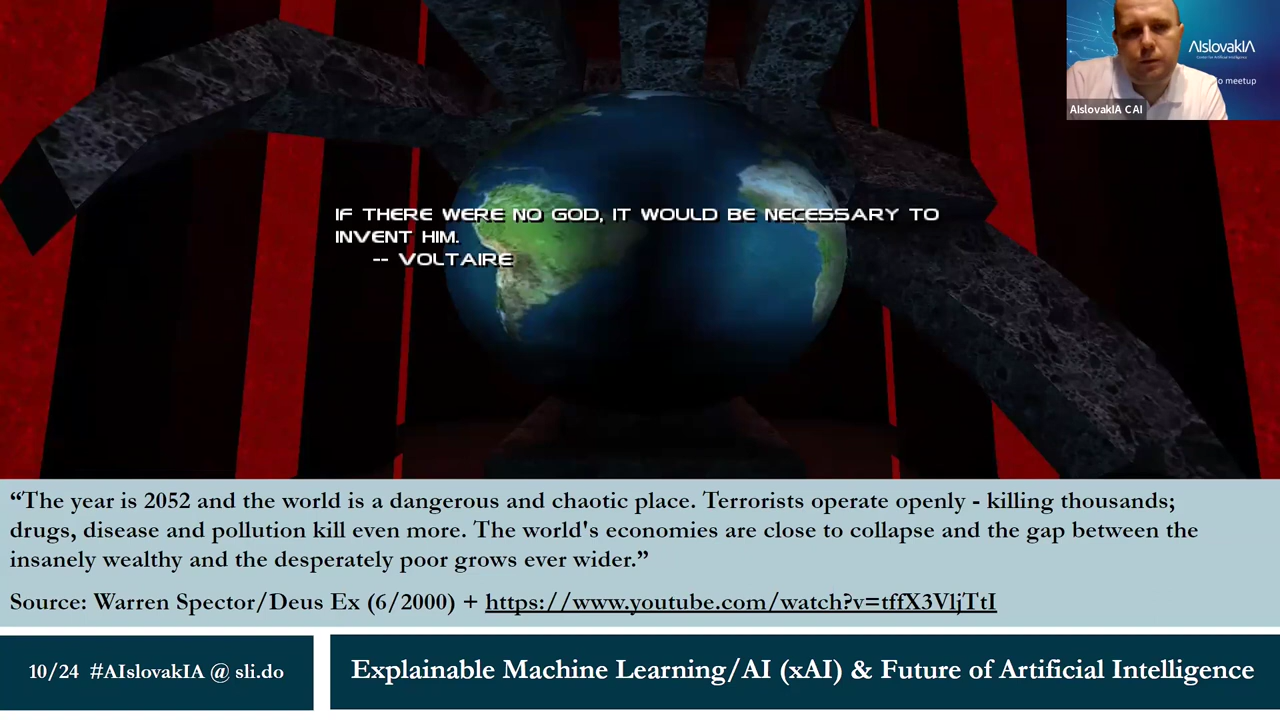 AIslovakIA
Center for Artificial Intelligence
o meetup
AIslovakIA CAI
IF THERE WERE NO GOD, IT WOULD BE NECESSARY TO
INVENT HIM.
-- VOLTAIRE
“The year is 2052 and the world is a dangerous and chaotic place. Terrorists operate openly - killing thousands;
drugs, disease and pollution kill even more. The world's economies are close to collapse and the gap between the
insanely wealthy and the desperately poor grows ever wider.”
Source: Warren Spector/Deus Ex (6/2000) + https://www.youtube.com/watch?v=tffX3VljTtI
10/24 #AIslovakIA @ sli.do
Explainable Machine Learning/AI (xAI) & Future of Artificial Intelligence